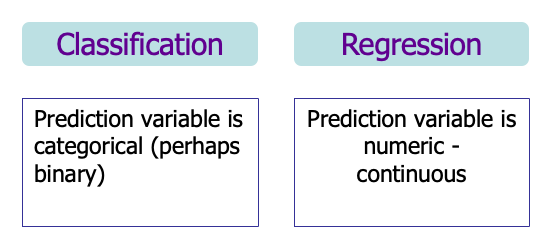 Classification
Regression
Prediction variable is
categorical (perhaps
binary)
Prediction variable is
numeric -
continuous